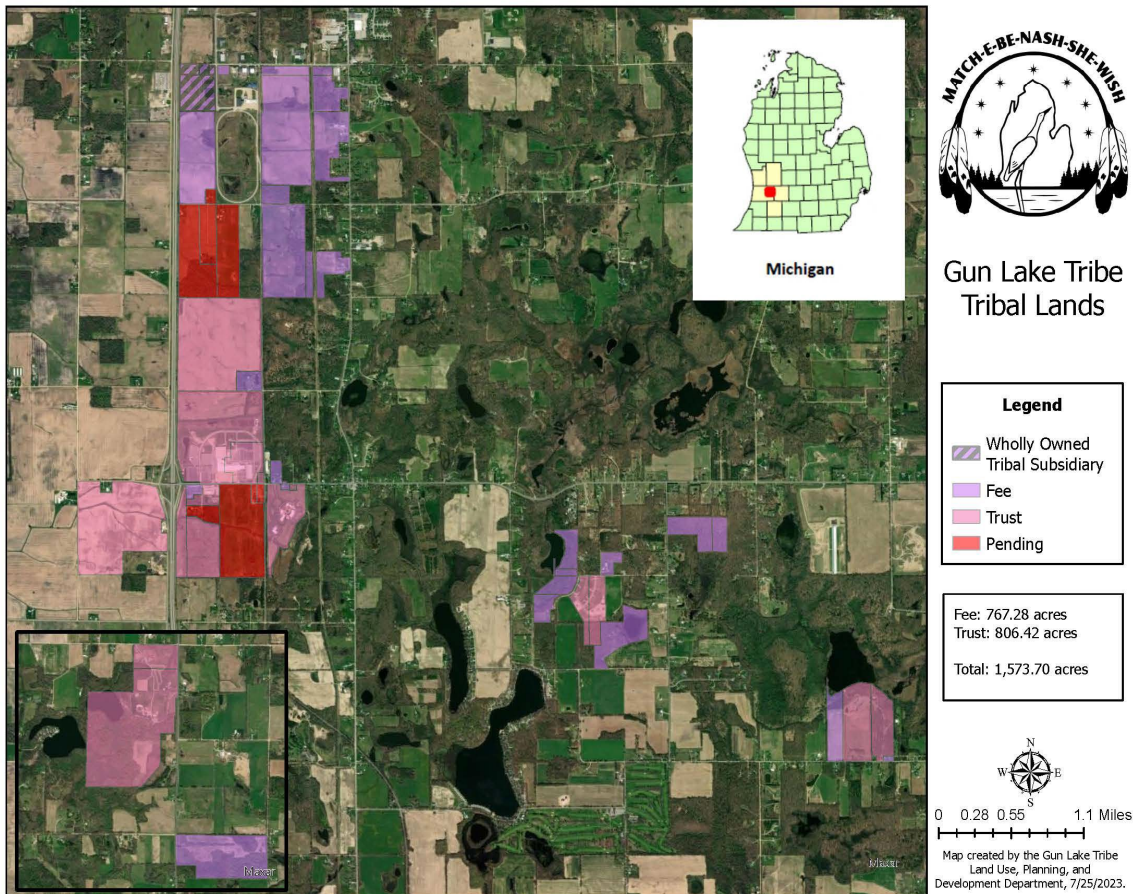 MATCH-E-BE-NASH-SHE-WISH
Gun Lake Tribe
Tribal Lands
Michigan
Legend
Wholly Owned
Tribal Subsidiary
Fee
Trust
Pending
Fee: 767.28 acres
Trust: 806.42 acres
Total: 1,573.70 acres
N
W E
S
0 0.28 0.55 1.1 Miles
Map created by the Gun Lake Tribe
Land Use, Planning, and
Development Department, 7/25/2023.
Maxar
Maxar